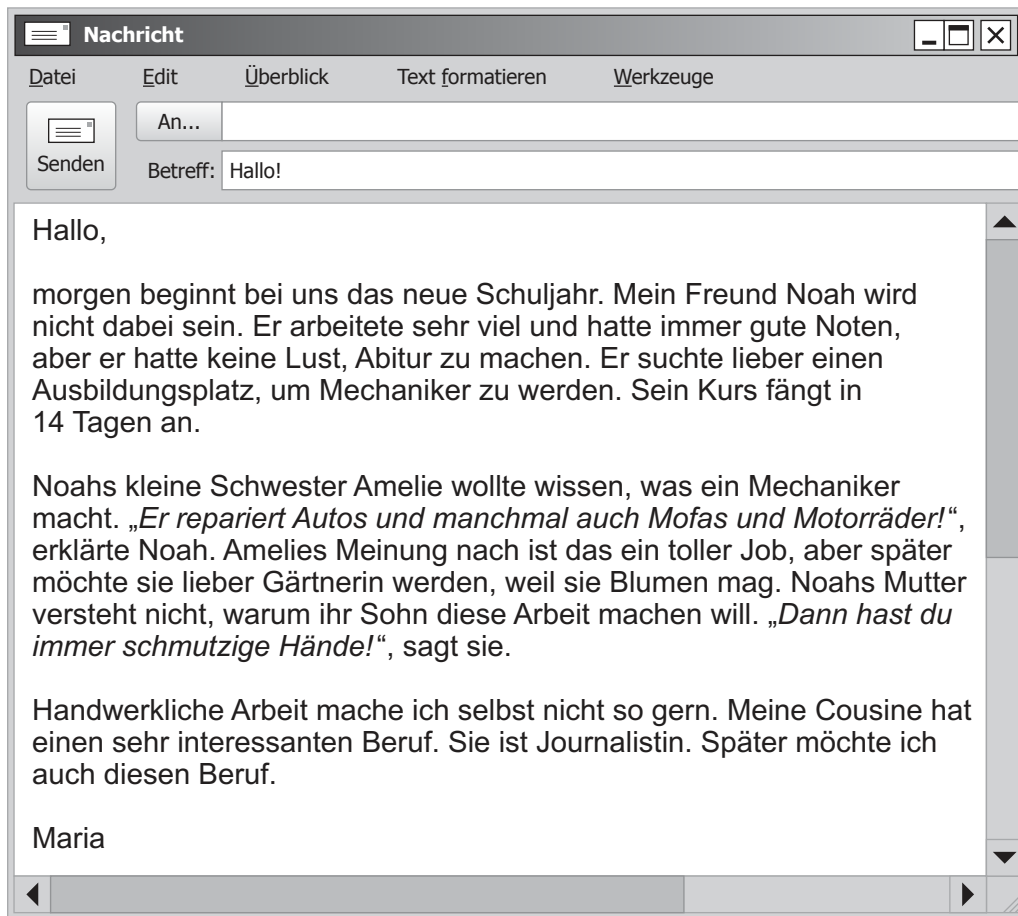 Nachricht
Datei Edit Überblick Text formatieren Werkzeuge
An...
Senden
Betreff: Hallo!
Hallo,
morgen beginnt bei uns das neue Schuljahr. Mein Freund Noah wird
nicht dabei sein. Er arbeitete sehr viel und hatte immer gute Noten,
aber er hatte keine Lust, Abitur zu machen. Er suchte lieber einen
Ausbildungsplatz, um Mechaniker zu werden. Sein Kurs fängt in
14 Tagen an.
Noahs kleine Schwester Amelie wollte wissen, was ein Mechaniker
macht. „Er repariert Autos und manchmal auch Mofas und Motorräder!“,
erklärte Noah. Amelies Meinung nach ist das ein toller Job, aber später
möchte sie lieber Gärtnerin werden, weil sie Blumen mag. Noahs Mutter
versteht nicht, warum ihr Sohn diese Arbeit machen will. „Dann hast du
immer schmutzige Hände!“, sagt sie.
Handwerkliche Arbeit mache ich selbst nicht so gern. Meine Cousine hat
einen sehr interessanten Beruf. Sie ist Journalistin. Später möchte ich
auch diesen Beruf.
Maria